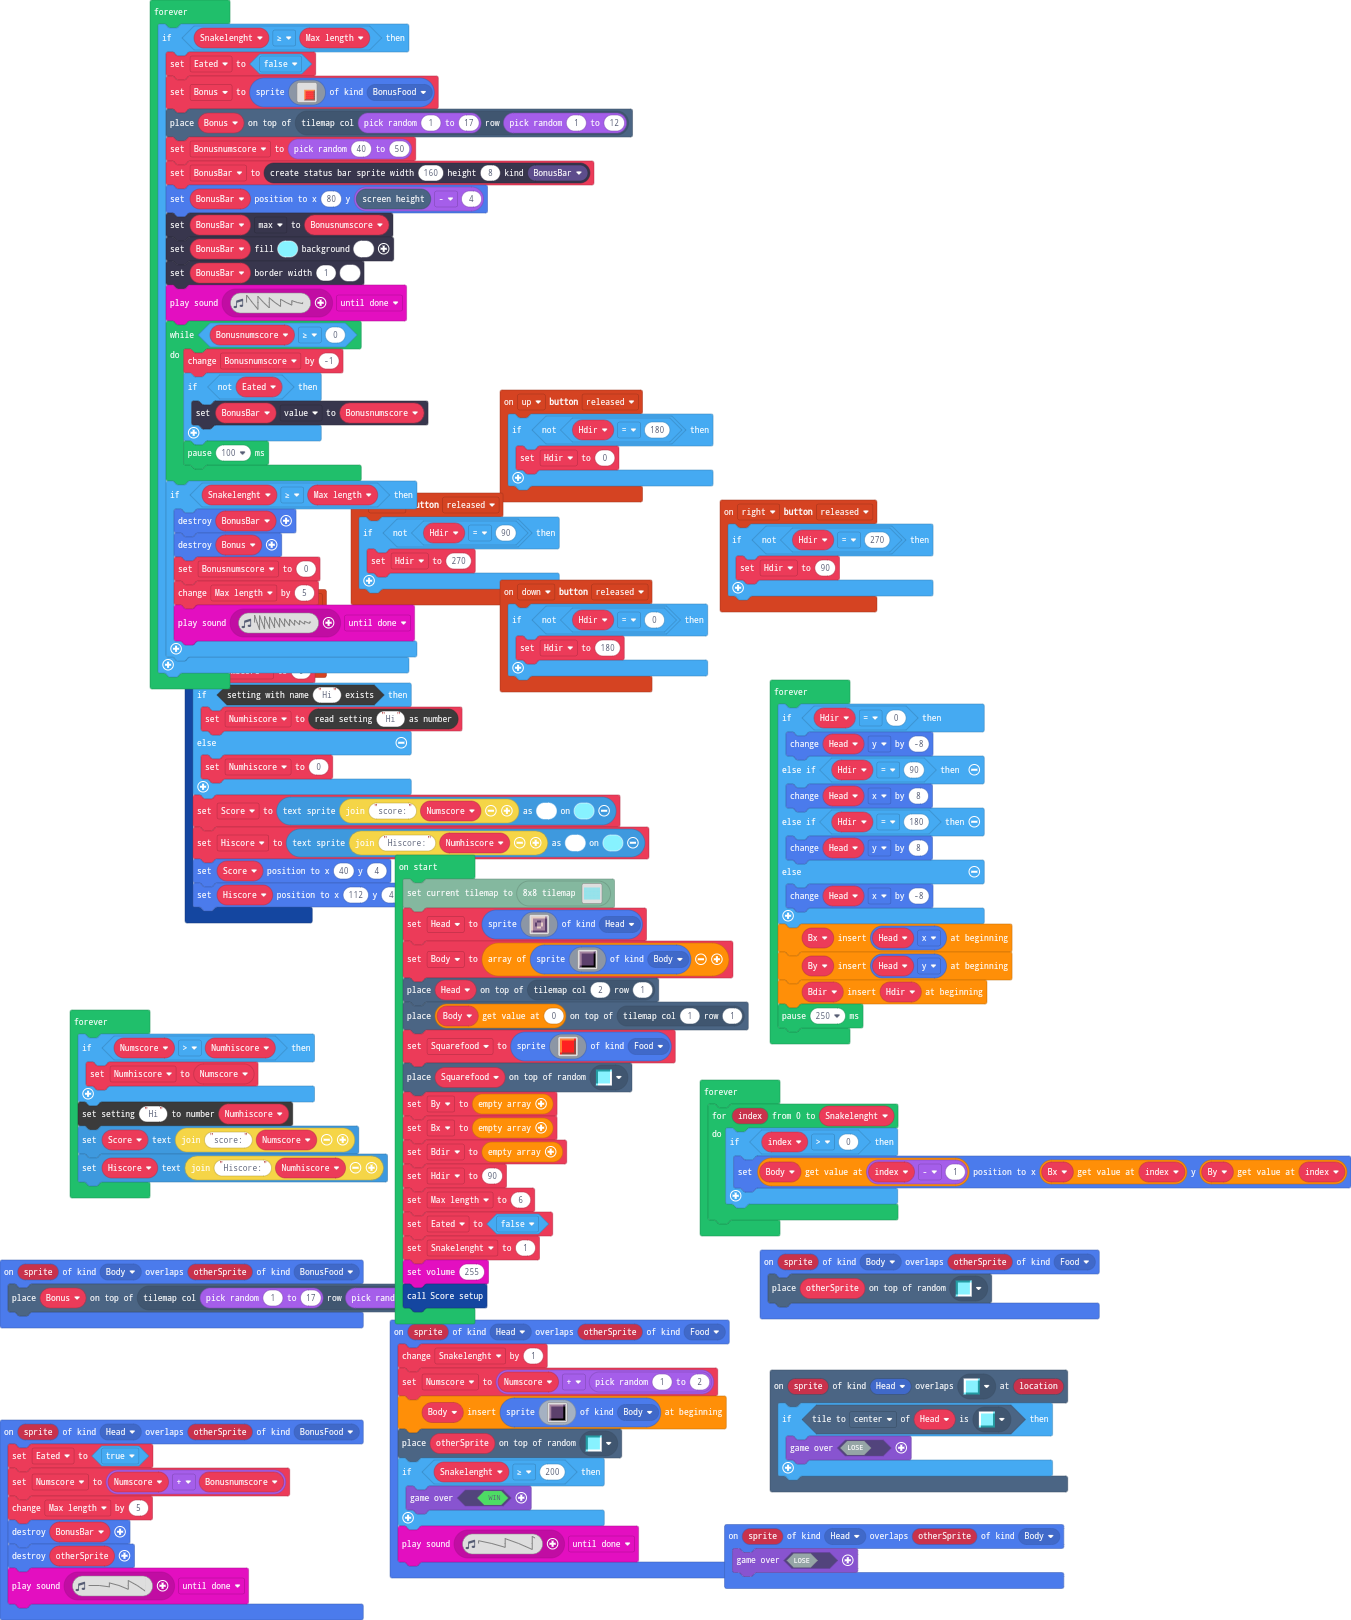 forever
if Snakelenght ≥ Max length then
set Eated to false
set Bonus to sprite of kind BonusFood
place Bonus on top of tilemap col pick random 1 to 17 row pick random 1 to 12
set Bonusnumscore to pick random 40 to 50
set BonusBar to create status bar sprite width 160 height 8 kind BonusBar
set BonusBar position to x 80 y screen height - 4
set BonusBar max to Bonusnumscore
set BonusBar fill background
set BonusBar border width 1
play sound until done
while Bonusnumscore ≥ 0
do
change Bonusnumscore by -1
if not Eated then
set BonusBar value to Bonusnumscore
pause 100 ms
if Snakelenght ≥ Max length then
destroy BonusBar
destroy Bonus
set Bonusnumscore to 0
change Max length by 5
play sound until done
on up button released
if not Hdir = 180 then
set Hdir to 0
utton released
if not Hdir = 90 then
set Hdir to 270
on right button released
if not Hdir = 270 then
set Hdir to 90
on down button released
if not Hdir = 0 then
set Hdir to 180
if setting with name "Hi" exists then
set Numhiscore to read setting "Hi" as number
else
set Numhiscore to 0
set Score to text sprite join "score:" Numscore as on
set Hiscore to text sprite join "Hiscore:" Numhiscore as on
set Score position to x 40 y 4
set Hiscore position to x 112 y 4
forever
if Hdir = 0 then
change Head y by -8
else if Hdir = 90 then
change Head x by 8
else if Hdir = 180 then
change Head y by 8
else
change Head x by -8
Bx insert Head x at beginning
By insert Head y at beginning
Bdir insert Hdir at beginning
pause 250 ms
on start
set current tilemap to 8x8 tilemap
set Head to sprite of kind Head
set Body to array of sprite of kind Body
place Head on top of tilemap col 2 row 1
place Body get value at 0 on top of tilemap col 1 row 1
set Squarefood to sprite of kind Food
place Squarefood on top of random
set By to empty array
set Bx to empty array
set Bdir to empty array
set Hdir to 90
set Max length to 6
set Eated to false
set Snakelenght to 1
set volume 255
call Score setup
forever
if Numscore > Numhiscore then
set Numhiscore to Numscore
set setting "Hi" to number Numhiscore
set Score text join "score:" Numscore
set Hiscore text join "Hiscore:" Numhiscore
forever
for index from 0 to Snakelenght
do
if index > 0 then
set Body get value at index - 1 position to x Bx get value at index y By get value at index
on sprite of kind Body overlaps otherSprite of kind BonusFood
place Bonus on top of tilemap col pick random 1 to 17 row pick rand
on sprite of kind Body overlaps otherSprite of kind Food
place otherSprite on top of random
on sprite of kind Head overlaps otherSprite of kind Food
change Snakelenght by 1
set Numscore to Numscore + pick random 1 to 2
Body insert sprite of kind Body at beginning
place otherSprite on top of random
if Snakelenght ≥ 200 then
game over WIN
play sound until done
on sprite of kind Head overlaps at location
if tile to center of Head is then
game over LOSE
on sprite of kind Head overlaps otherSprite of kind BonusFood
set Eated to true
set Numscore to Numscore + Bonusnumscore
change Max length by 5
destroy BonusBar
destroy otherSprite
play sound until done
on sprite of kind Head overlaps otherSprite of kind Body
game over LOSE